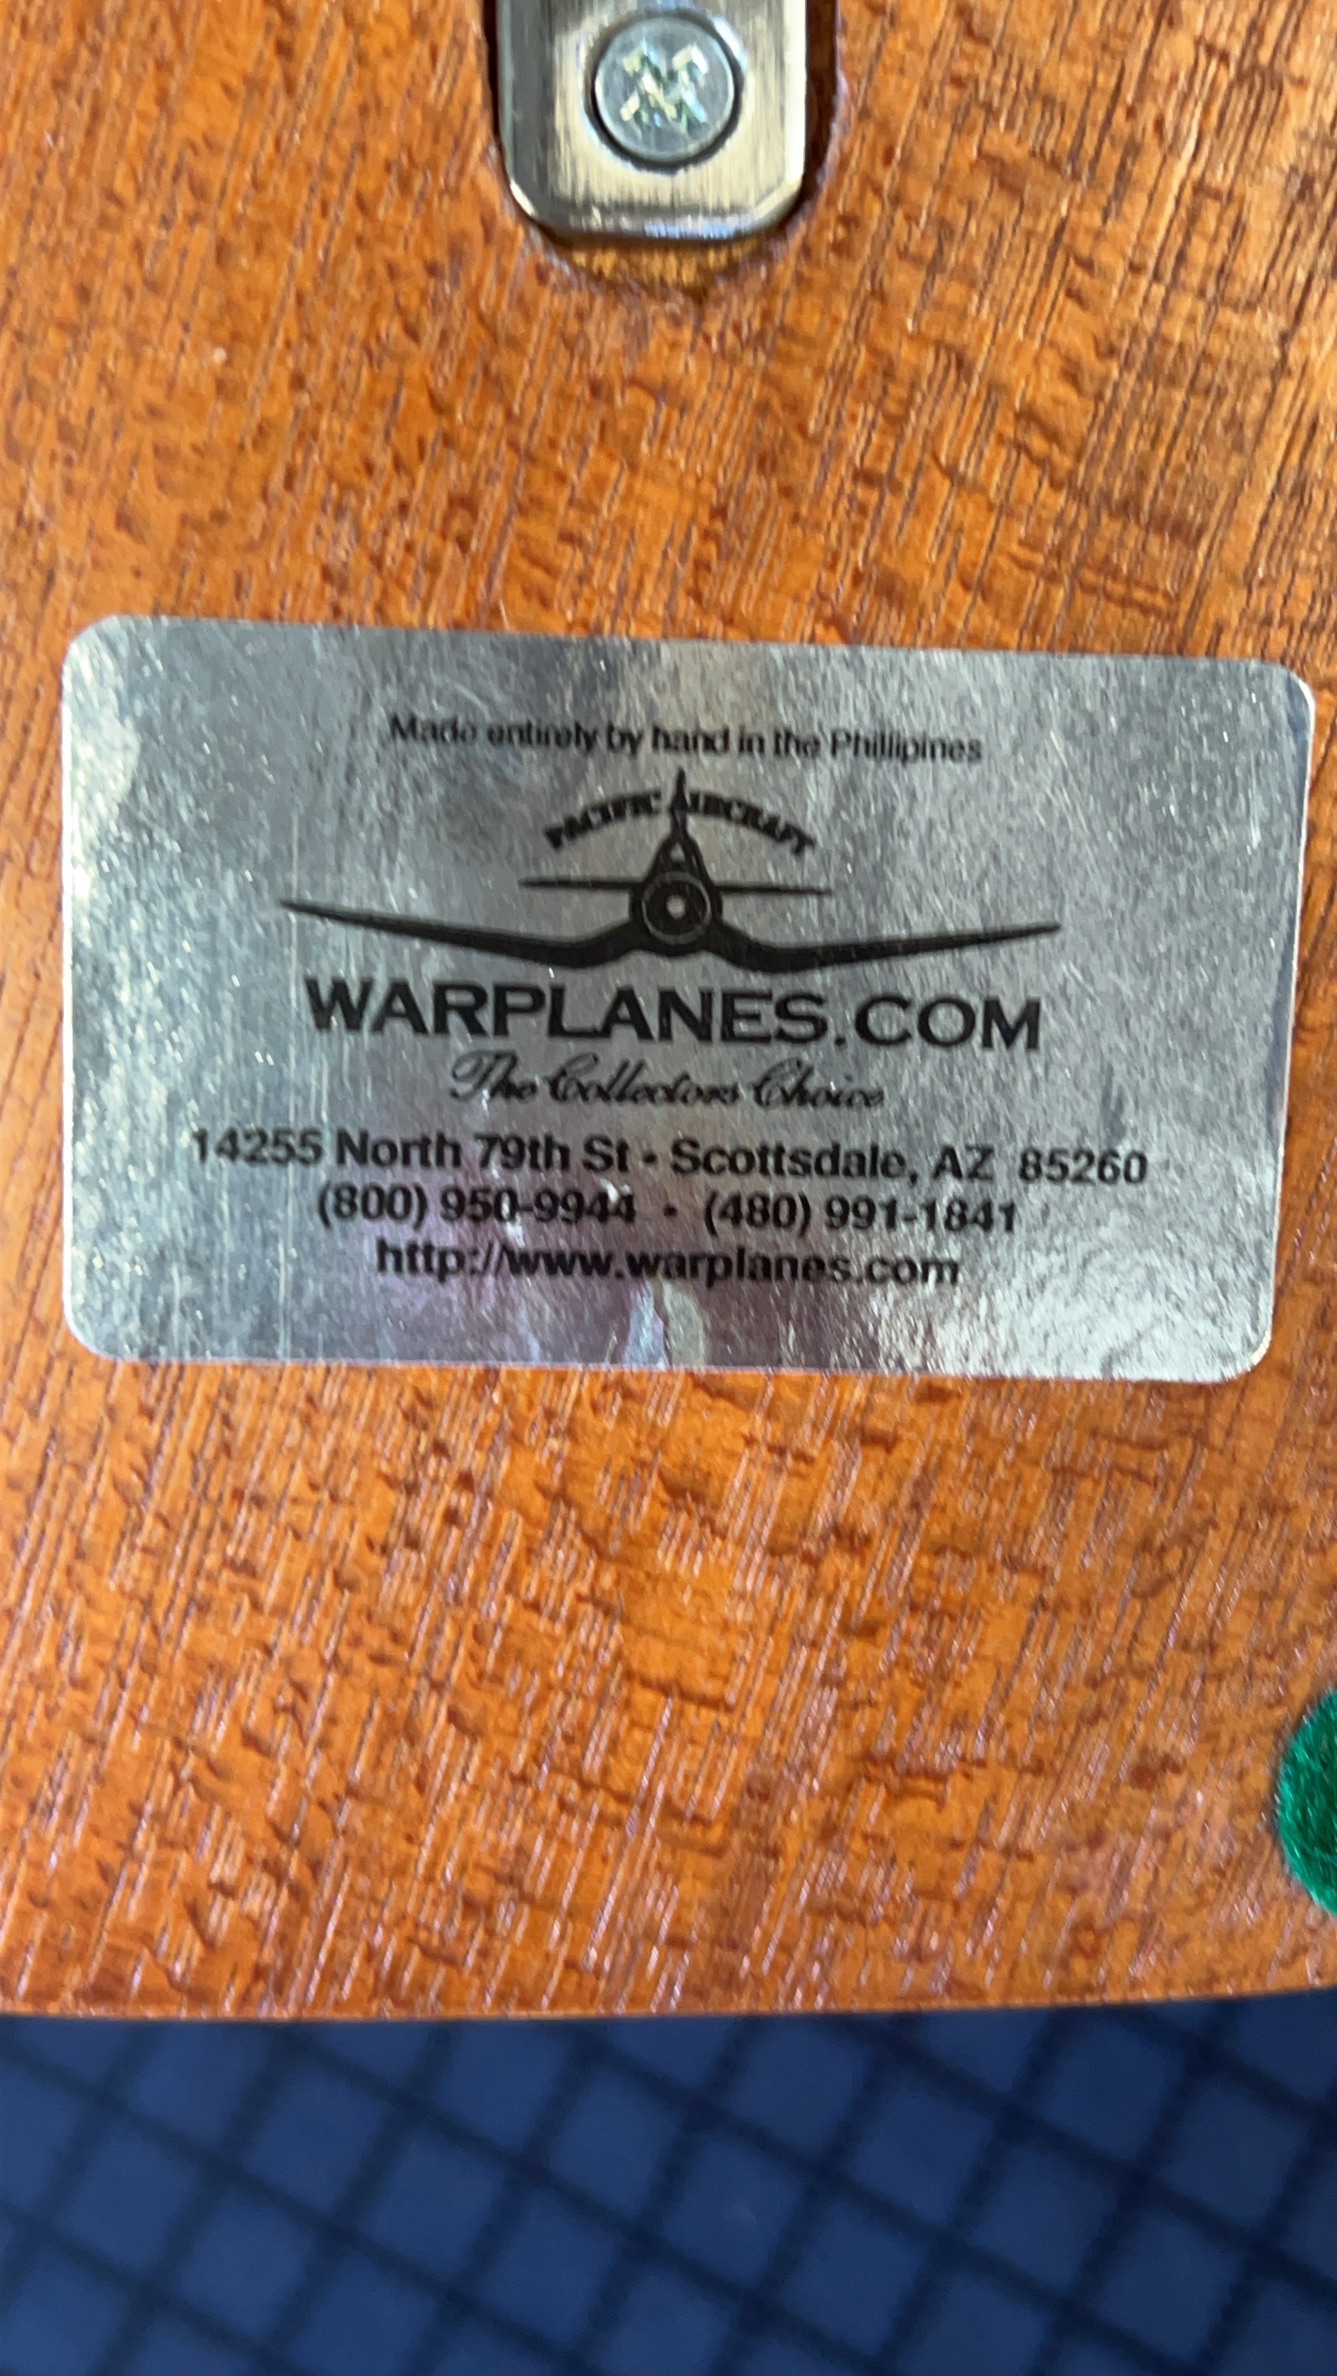 Made entirely by hand in the Phillipines
PACIFIC AIRCRAFT
WARPLANES.COM
The Collectors Choice
14255 North 79th St • Scottsdale, AZ 85260
(800) 950-9944 • (480) 991-1841
http://www.warplanes.com